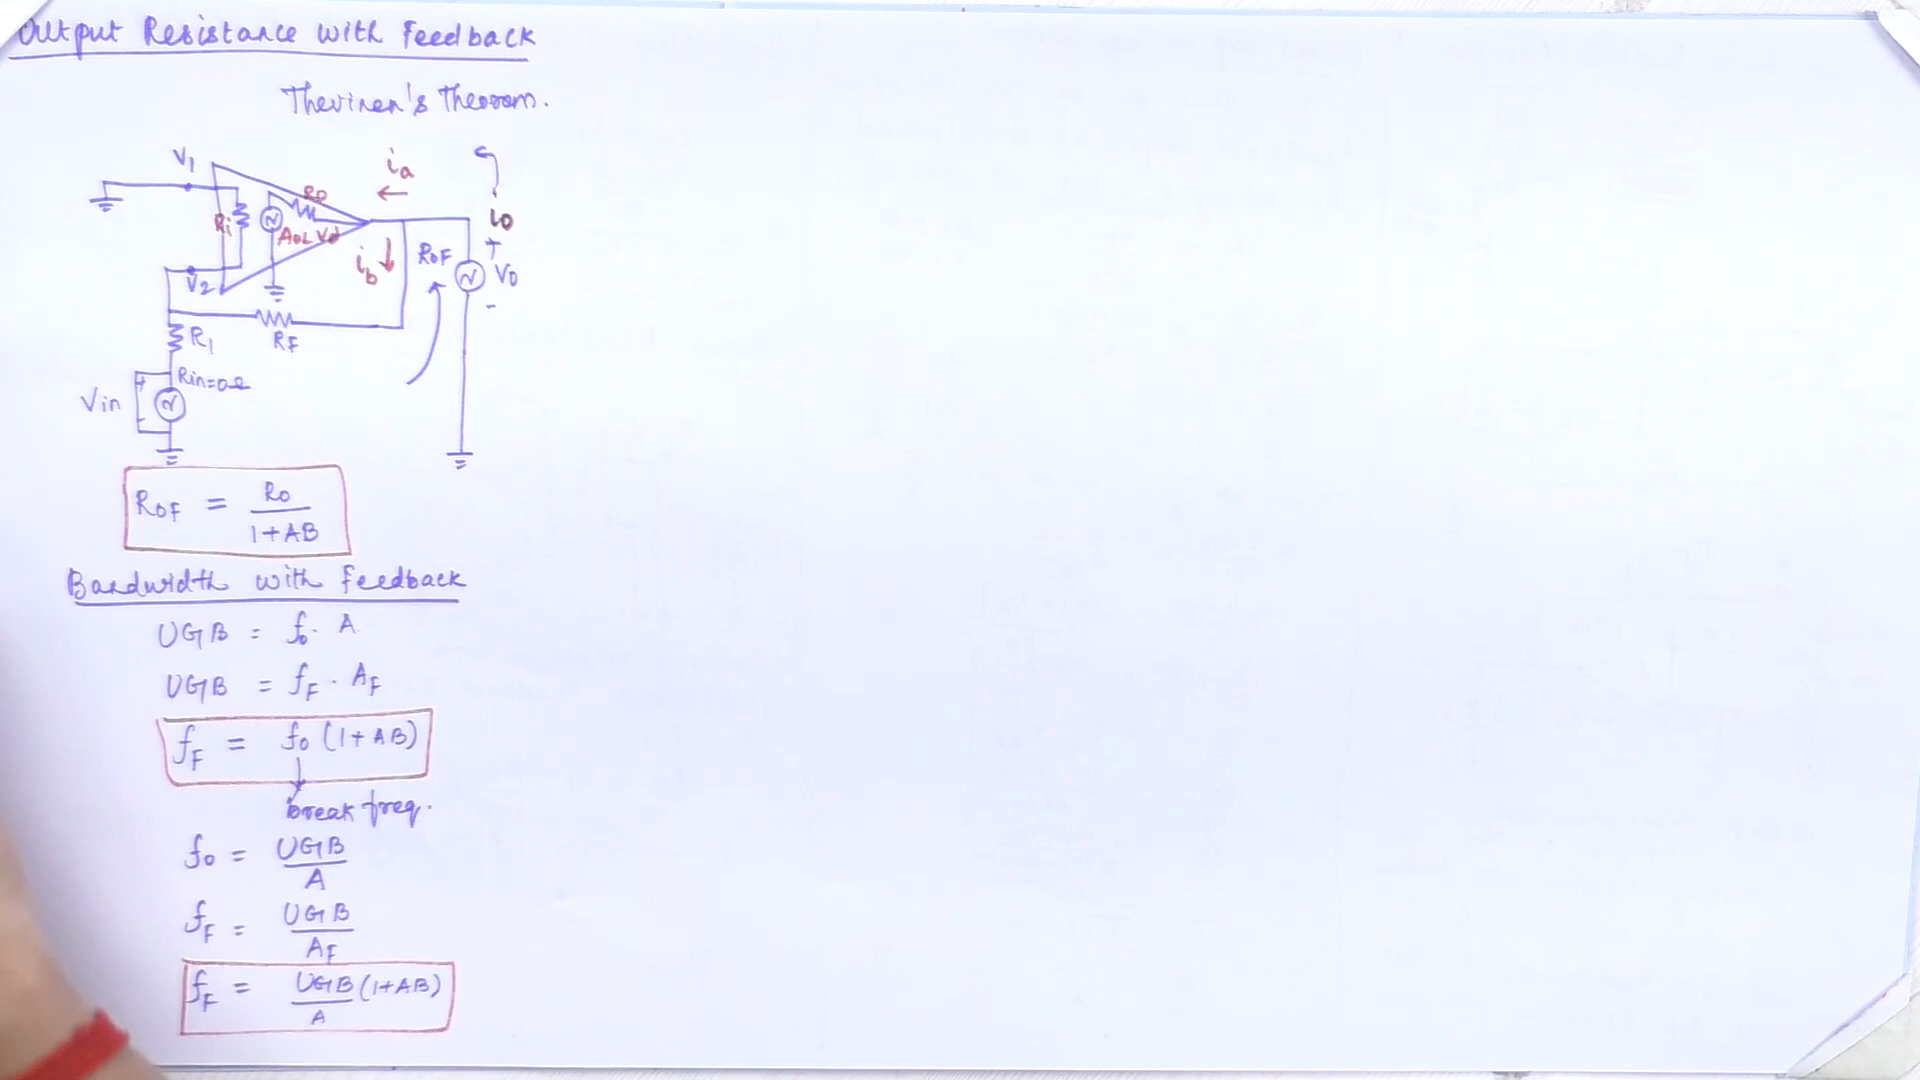 Output Resistance with Feedback
Thevinen's Theorem.
V1
ia
Ro
Ri
AOL Vd
io
+
ib
ROF
VO
-
V2
RF
R1
Rin=0Ω
Vin
+
-
ROF = Ro / 1+AB
Bandwidth with feedback
UGB = fo. A
UGB = fF . AF
fF = fo (1+AB)
break freq.
fo = UGB / A
fF = UGB / AF
fF = UGB / A (1+AB)